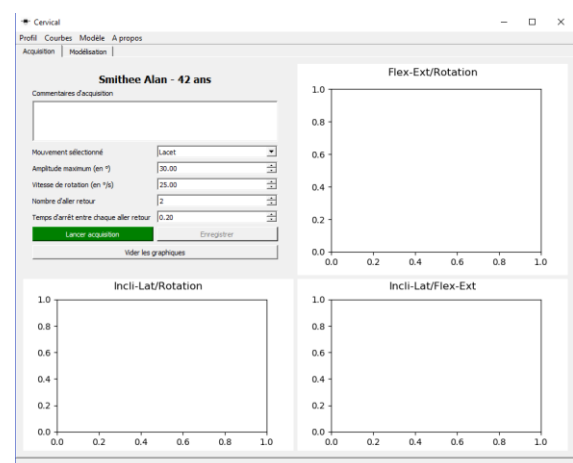 Cervical
Profil Courbes Modèle A propos
Acquisition Modélisation
Smithee Alan - 42 ans
Commentaires d'acquisition
Mouvement sélectionné Lacet
Amplitude maximum (en °) 30.00
Vitesse de rotation (en °/s) 25.00
Nombre d'aller retour 2
Temps d'arrêt entre chaque aller retour 0.20
Lancer acquisition Enregistrer
Vider les graphiques
Flex-Ext/Rotation
1.0
0.8
0.6
0.4
0.2
0.0
0.0 0.2 0.4 0.6 0.8 1.0
Incli-Lat/Rotation
1.0
0.8
0.6
0.4
0.2
0.0
0.0 0.2 0.4 0.6 0.8 1.0
Incli-Lat/Flex-Ext
1.0
0.8
0.6
0.4
0.2
0.0
0.0 0.2 0.4 0.6 0.8 1.0